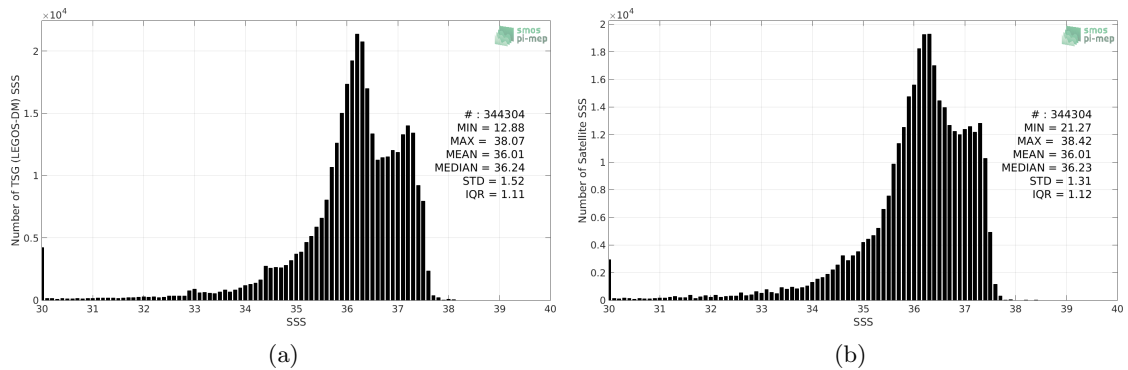 ×10⁴
2
1.5
1
0.5
0
Number of TSG (LEGOS-DM) SSS
smos
pi-mep
# : 344304
MIN = 12.88
MAX = 38.07
MEAN = 36.01
MEDIAN = 36.24
STD = 1.52
IQR = 1.11
30 31 32 33 34 35 36 37 38 39 40
SSS
(a)
×10⁴
2
1.8
1.6
1.4
1.2
1
0.8
0.6
0.4
0.2
0
Number of Satellite SSS
smos
pi-mep
# : 344304
MIN = 21.27
MAX = 38.42
MEAN = 36.01
MEDIAN = 36.23
STD = 1.31
IQR = 1.12
30 31 32 33 34 35 36 37 38 39 40
SSS
(b)